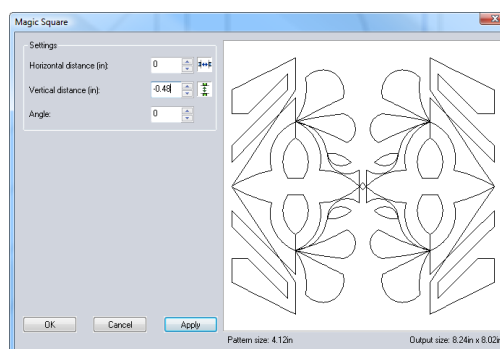 Magic Square
Settings
Horizontal distance (in): 0
Vertical distance (in): -0.48
Angle: 0
OK Cancel Apply
Pattern size: 4.12in Output size: 8.24in x 8.02in